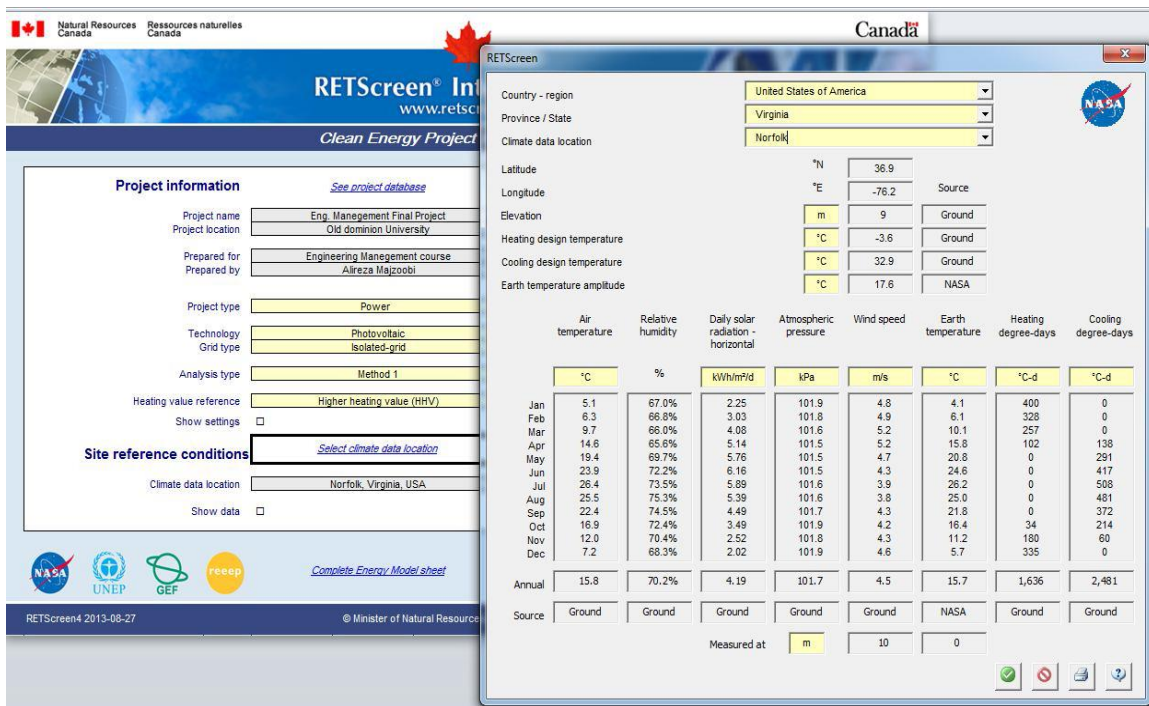 Natural Resources Canada
Ressources naturelles Canada
Canada
RETScreen® Int
www.retscr
Clean Energy Project
Project information
See project database
Project name Eng. Manegement Final Project
Project location Old dominion University
Prepared for Engineering Manegement course
Prepared by Alireza Majzoobi
Project type Power
Technology Photovoltaic
Grid type Isolated-grid
Analysis type Method 1
Heating value reference Higher heating value (HHV)
Show settings
Site reference conditions Select climate data location
Climate data location Norfolk, Virginia, USA
Show data
NASA UNEP GEF reeep Complete Energy Model sheet
RETScreen4 2013-08-27 © Minister of Natural Resource
RETScreen
NASA
Country - region United States of America
Province / State Virginia
Climate data location Norfolk
Latitude °N 36.9
Longitude °E -76.2 Source
Elevation m 9 Ground
Heating design temperature °C -3.6 Ground
Cooling design temperature °C 32.9 Ground
Earth temperature amplitude °C 17.6 NASA
Air temperature Relative humidity Daily solar radiation - horizontal Atmospheric pressure Wind speed Earth temperature Heating degree-days Cooling degree-days
°C % kWh/m²/d kPa m/s °C °C-d °C-d
Jan 5.1 67.0% 2.25 101.9 4.8 4.1 400 0
Feb 6.3 66.8% 3.03 101.8 4.9 6.1 328 0
Mar 9.7 66.0% 4.08 101.6 5.2 10.1 257 0
Apr 14.6 65.6% 5.14 101.5 5.2 15.8 102 138
May 19.4 69.7% 5.76 101.5 4.7 20.8 0 291
Jun 23.9 72.2% 6.16 101.5 4.3 24.6 0 417
Jul 26.4 73.5% 5.89 101.6 3.9 26.2 0 508
Aug 25.5 75.3% 5.39 101.6 3.8 25.0 0 481
Sep 22.4 74.5% 4.49 101.7 4.3 21.8 0 372
Oct 16.9 72.4% 3.49 101.9 4.2 16.4 34 214
Nov 12.0 70.4% 2.52 101.8 4.3 11.2 180 60
Dec 7.2 68.3% 2.02 101.9 4.6 5.7 335 0
Annual 15.8 70.2% 4.19 101.7 4.5 15.7 1,636 2,481
Source Ground Ground Ground Ground Ground NASA Ground Ground
Measured at m 10 0